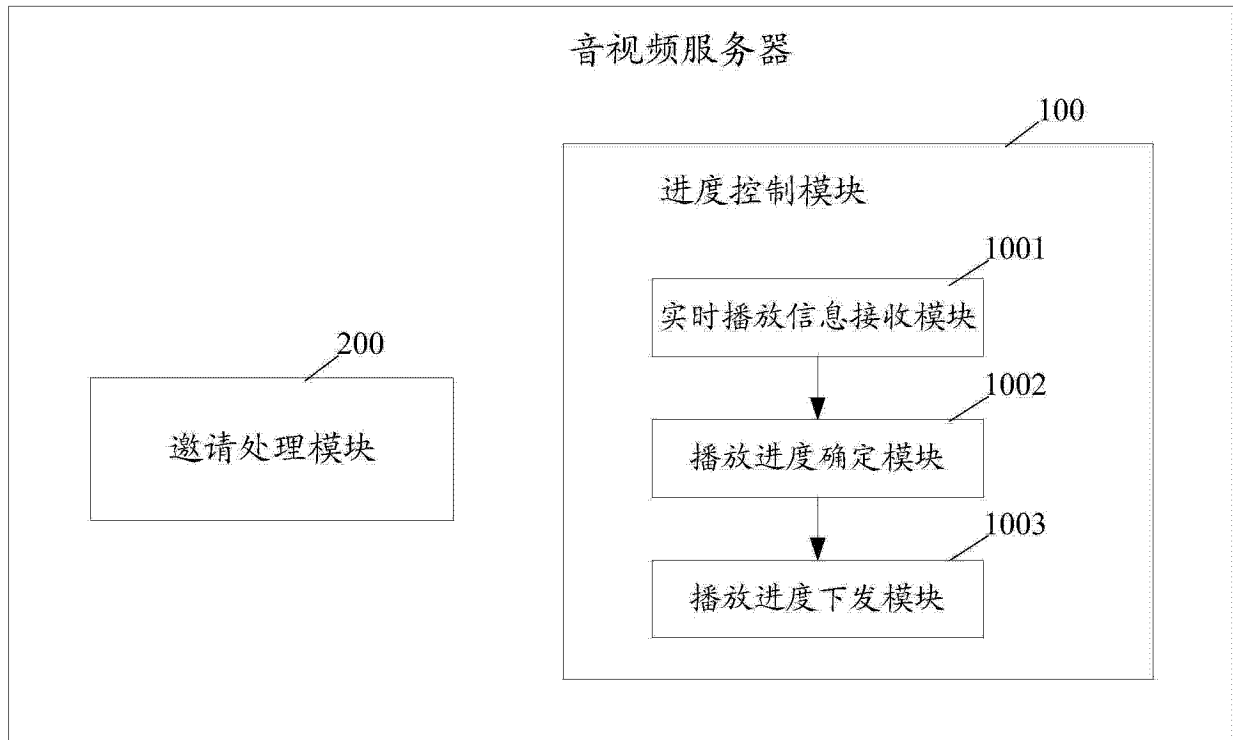 音视频服务器
100
进度控制模块
1001
实时播放信息接收模块
200
邀请处理模块
1002
播放进度确定模块
1003
播放进度下发模块